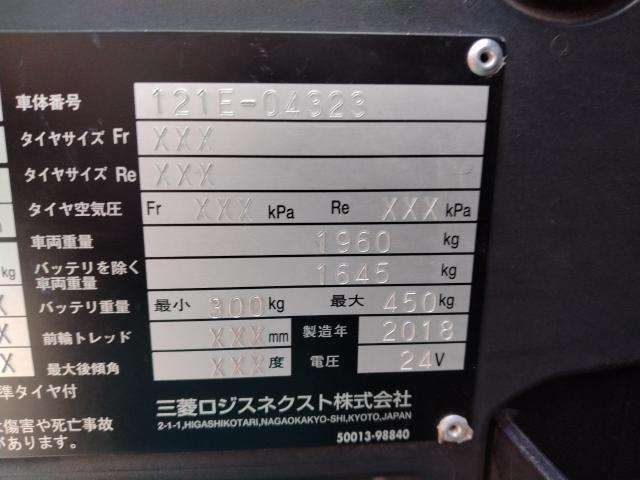 車体番号 121E-04323
タイヤサイズ Fr XXX
タイヤサイズ Re XXX
タイヤ空気圧 Fr XXX kPa Re XXX kPa
車両重量 1960 kg
kg バッテリを除く
車両重量 1645 kg
X バッテリ重量 最小 300 kg 最大 450 kg
X 前輪トレッド XXX mm 製造年 2018
X 最大後傾角 XXX 度 電圧 24 V
準タイヤ付
三菱ロジスネクスト株式会社
2-1-1,HIGASHIKOTARI,NAGAOKAKYO-SHI,KYOTO,JAPAN
傷害や死亡事故
があります。
50013-98840